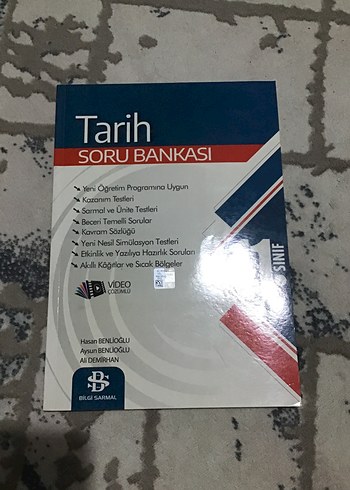 Tarih
SORU BANKASI
Yeni Öğretim Programına Uygun
Kazanım Testleri
Sarmal ve Ünite Testleri
Beceri Temelli Sorular
Kavram Sözlüğü
Yeni Nesil Simülasyon Testleri
Etkinlik ve Yazılıya Hazırlık Soruları
Akıllı Kâğıtlar ve Sıcak Bölgeler
SINIF
VİDEO
ÇÖZÜMLÜ
Hasan BENLİOĞLU
Aysun BENLİOĞLU
Ali DEMİRHAN
BİLGİ SARMAL